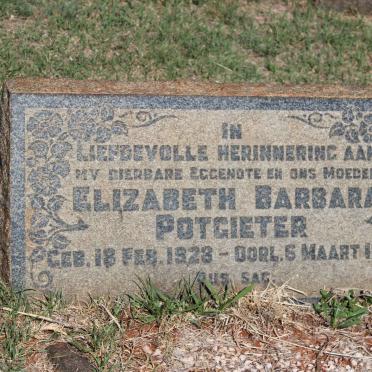 IN
LIEFDEVOLLE HERINNERING AAN
MY DIERBARE EGGENOTE EN ONS MOEDER
ELIZABETH BARBARA
POTGIETER
GEB. 18 FEB. 1923 - OORL. 6 MAART 1
RUS SAG.